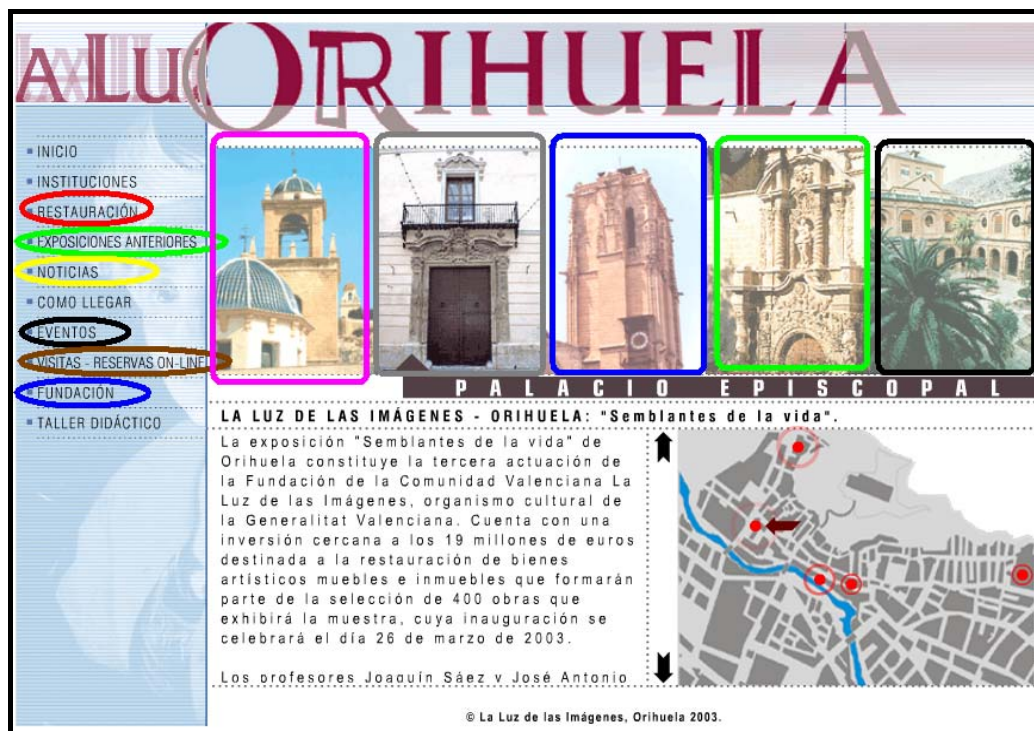 A LU
ORIHUELA
INICIO
INSTITUCIONES
RESTAURACIÓN
EXPOSICIONES ANTERIORES
NOTICIAS
COMO LLEGAR
EVENTOS
VISITAS - RESERVAS ON-LINE
FUNDACIÓN
TALLER DIDÁCTICO
PALACIO EPISCOPAL
LA LUZ DE LAS IMÁGENES - ORIHUELA: "Semblantes de la vida".
La exposición "Semblantes de la vida" de
Orihuela constituye la tercera actuación de
la Fundación de la Comunidad Valenciana La
Luz de las Imágenes, organismo cultural de
la Generalitat Valenciana. Cuenta con una
inversión cercana a los 19 millones de euros
destinada a la restauración de bienes
artísticos muebles e inmuebles que formarán
parte de la selección de 400 obras que
exhibirá la muestra, cuya inauguración se
celebrará el día 26 de marzo de 2003.
Los profesores Joaquín Sáez y José Antonio
© La Luz de las Imágenes, Orihuela 2003.